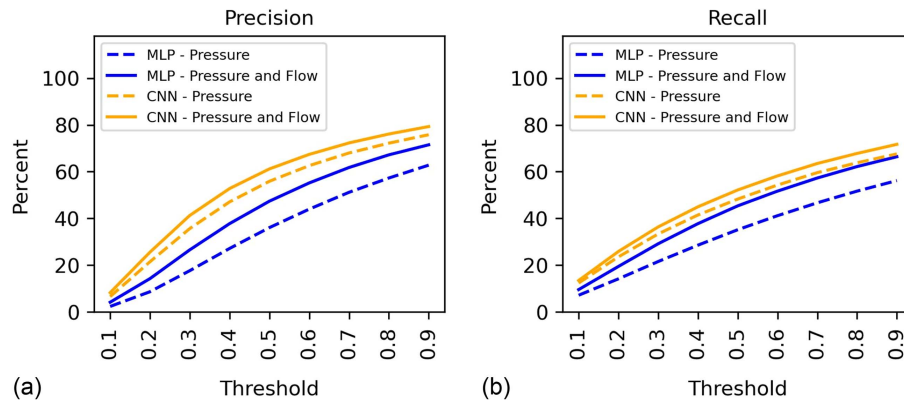 Precision
MLP - Pressure
MLP - Pressure and Flow
CNN - Pressure
CNN - Pressure and Flow
Percent
100
80
60
40
20
0
0.1 0.2 0.3 0.4 0.5 0.6 0.7 0.8 0.9
Threshold
(a)
Recall
MLP - Pressure
MLP - Pressure and Flow
CNN - Pressure
CNN - Pressure and Flow
Percent
100
80
60
40
20
0
0.1 0.2 0.3 0.4 0.5 0.6 0.7 0.8 0.9
Threshold
(b)